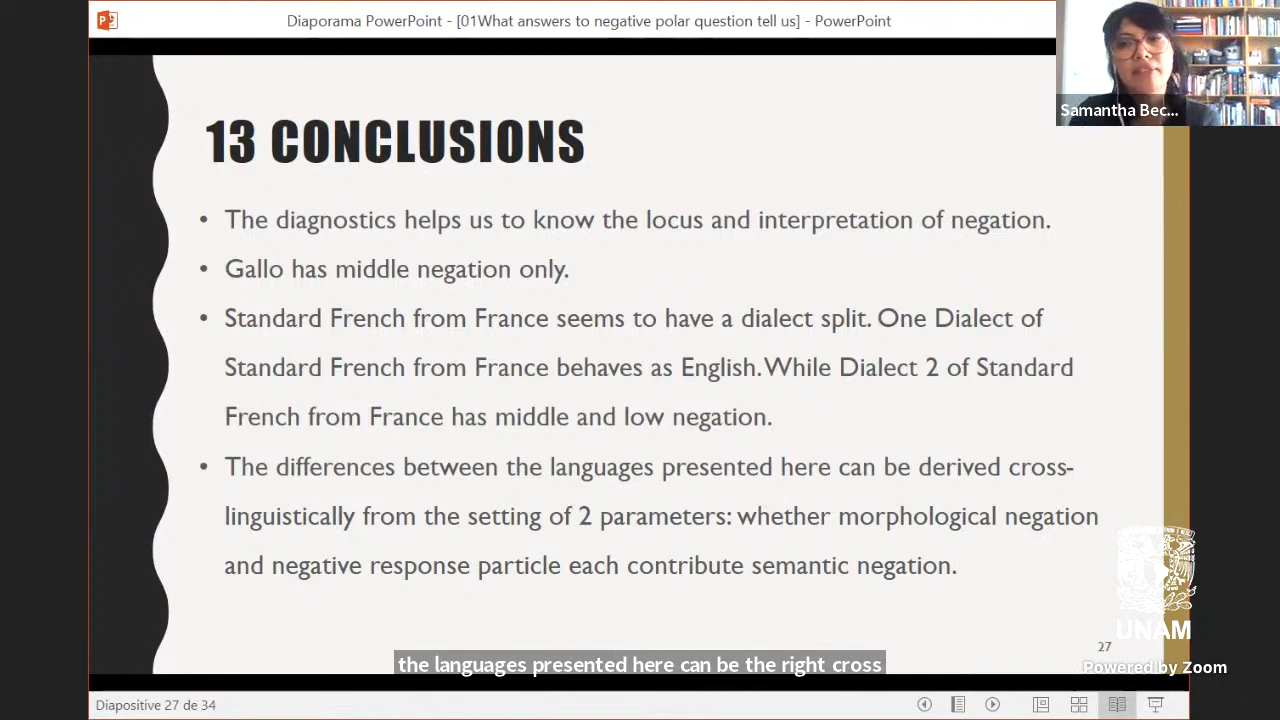 Diaporama PowerPoint - [01What answers to negative polar question tell us] - PowerPoint
Samantha Bec...
13 CONCLUSIONS
• The diagnostics helps us to know the locus and interpretation of negation.
• Gallo has middle negation only.
• Standard French from France seems to have a dialect split. One Dialect of
Standard French from France behaves as English. While Dialect 2 of Standard
French from France has middle and low negation.
• The differences between the languages presented here can be derived cross-
linguistically from the setting of 2 parameters: whether morphological negation
and negative response particle each contribute semantic negation.
UNAM
27
the languages presented here can be the right cross
Powered by Zoom
Diapositive 27 de 34